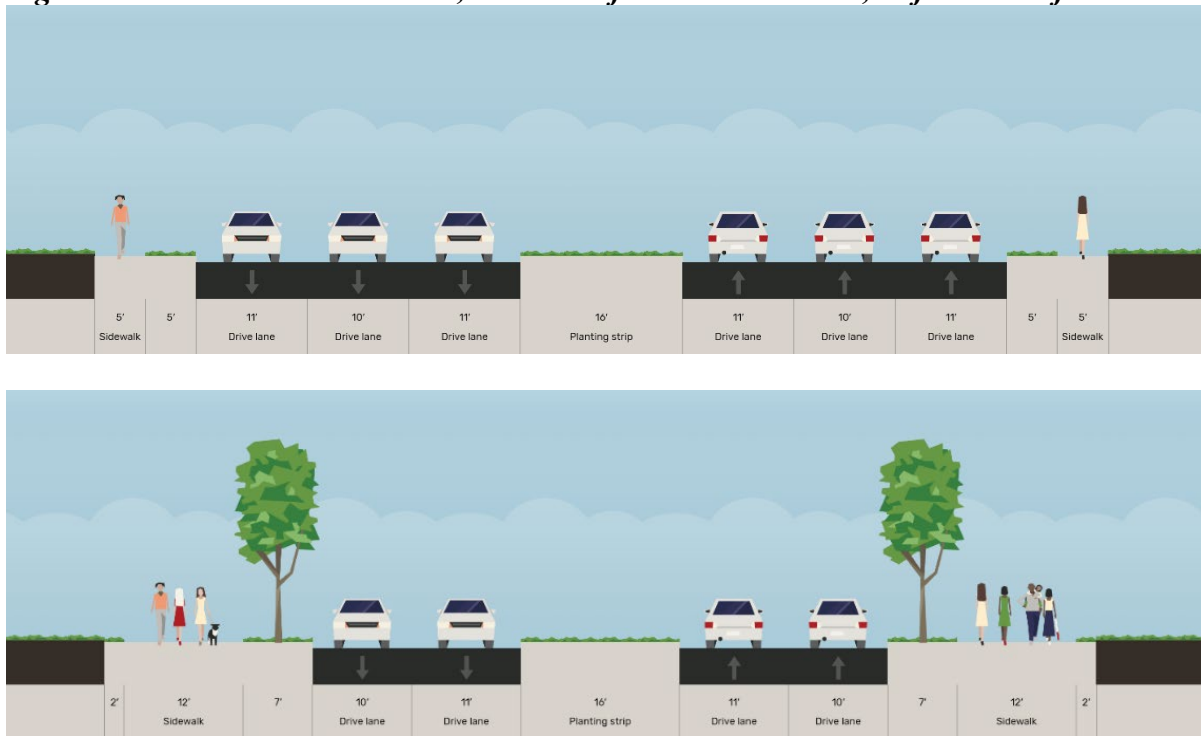 5' 5' 11' 10' 11' 16' 11' 10' 11' 5' 5'
Sidewalk Drive lane Drive lane Drive lane Planting strip Drive lane Drive lane Drive lane Sidewalk
2' 12' 7' 10' 11' 16' 11' 10' 7' 12' 2'
Sidewalk Drive lane Drive lane Planting strip Drive lane Drive lane Sidewalk